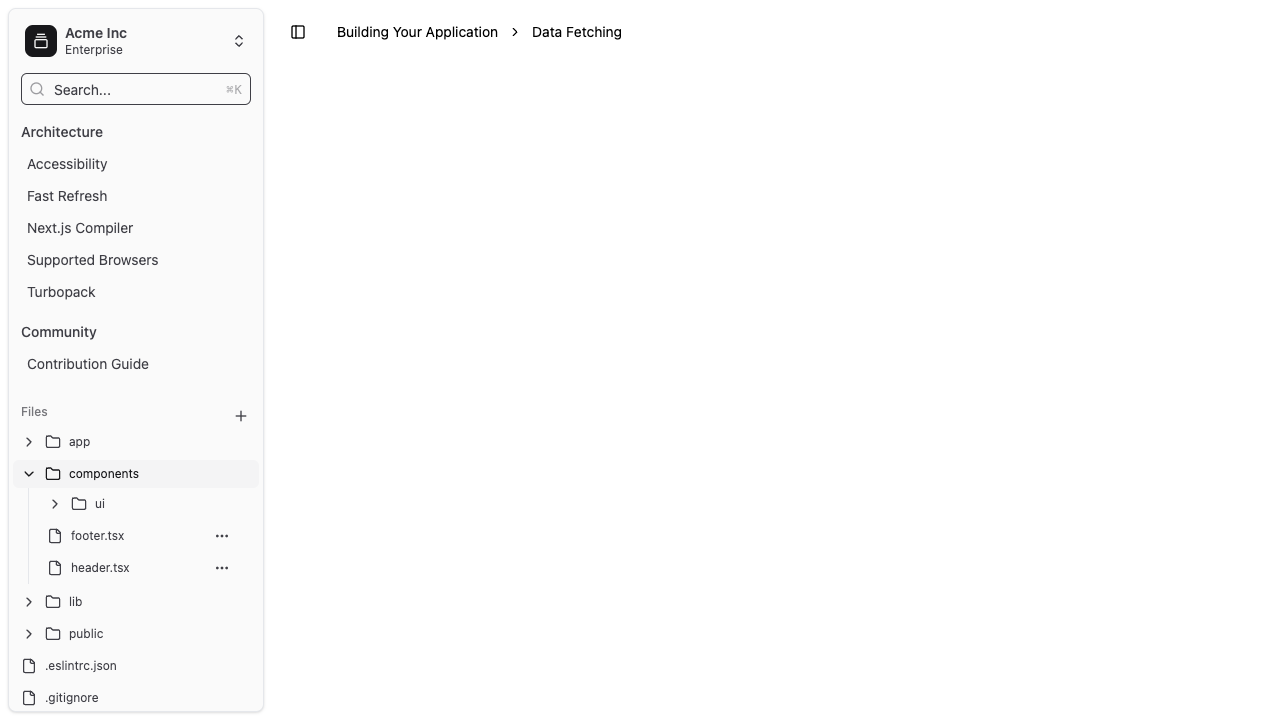 Acme Inc
Enterprise
Search...
⌘K
Architecture
Accessibility
Fast Refresh
Next.js Compiler
Supported Browsers
Turbopack
Community
Contribution Guide
Files
app
components
ui
footer.tsx
header.tsx
lib
public
.eslintrc.json
.gitignore
Building Your Application
Data Fetching